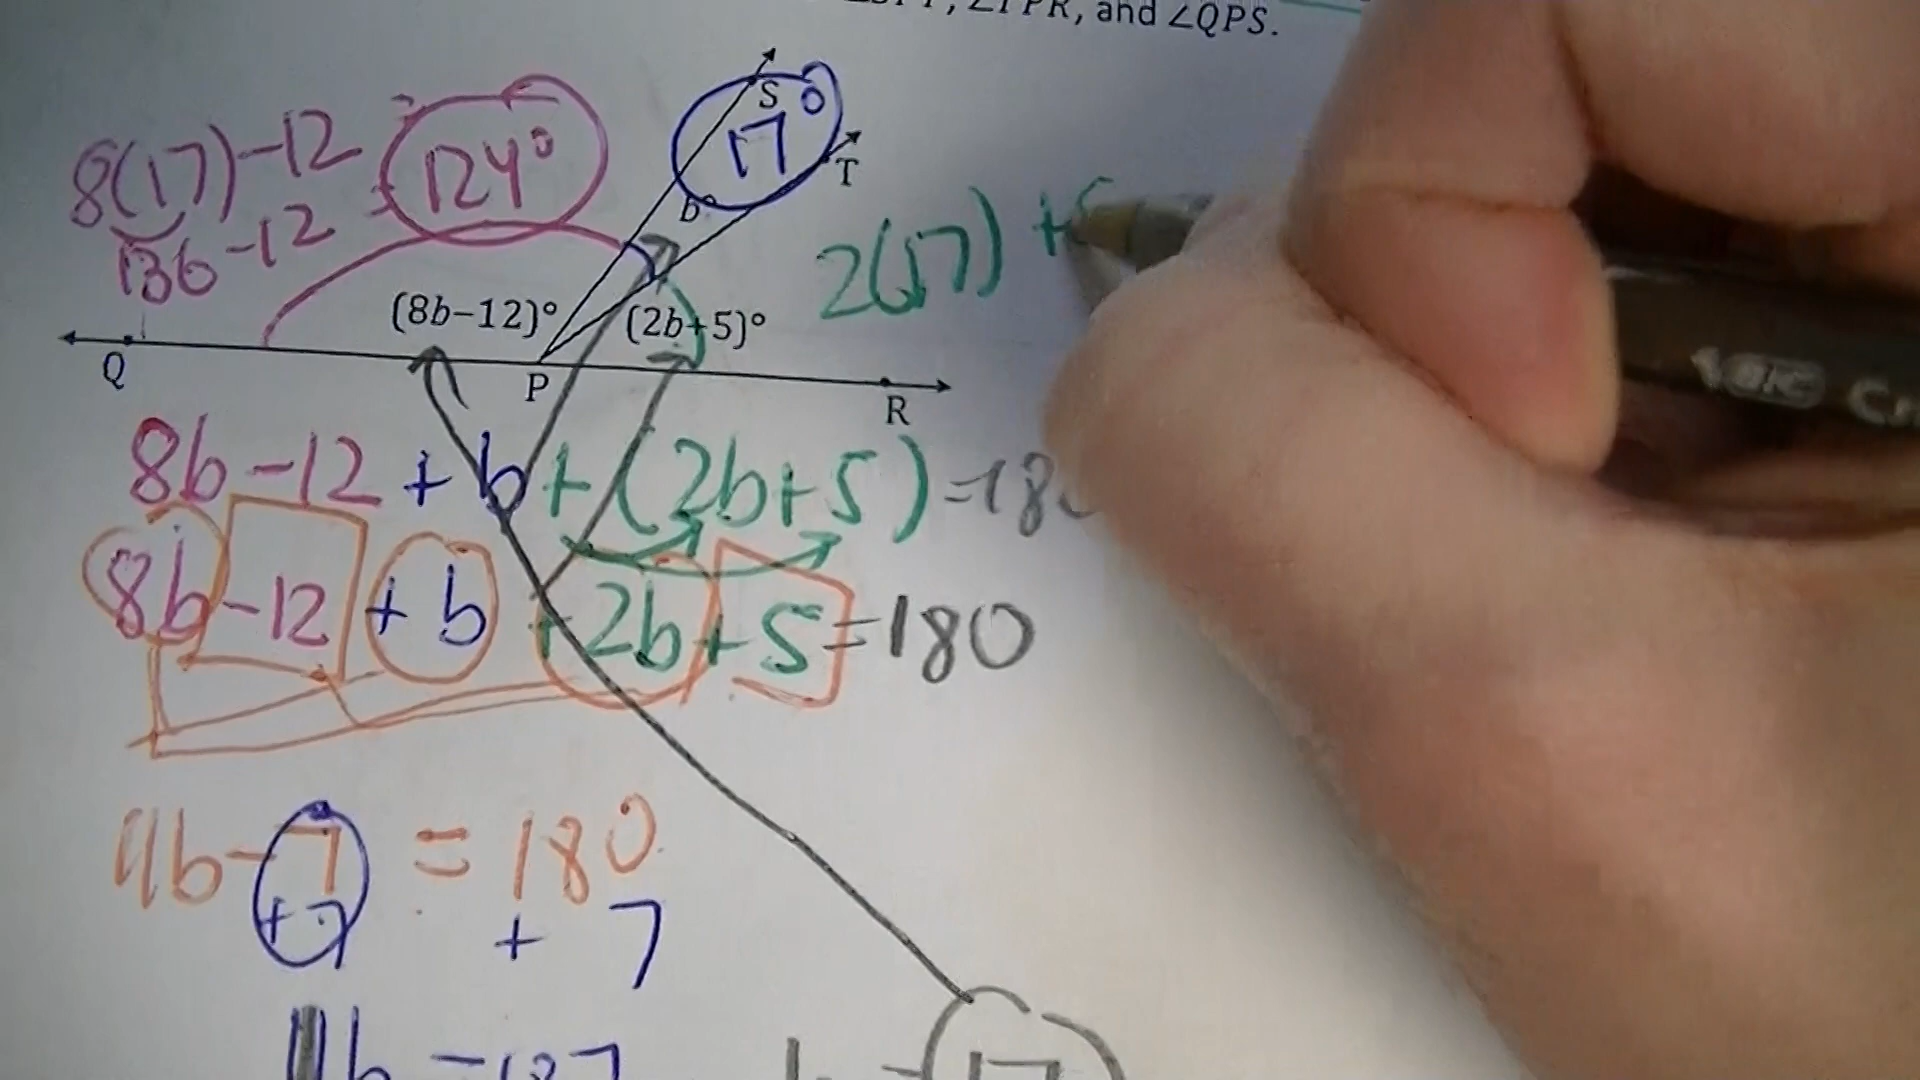 ∠TPR, and ∠QPS.
8(17)-12
136-12
= 124°
S
17°
T
b°
2(17) +5
(8b-12)°
(2b+5)°
Q
P
R
8b-12 + b + (2b+5) =180
8b-12 + b +2b+5=180
11b-7 = 180
+7 + 7
11b =187
17
BIC